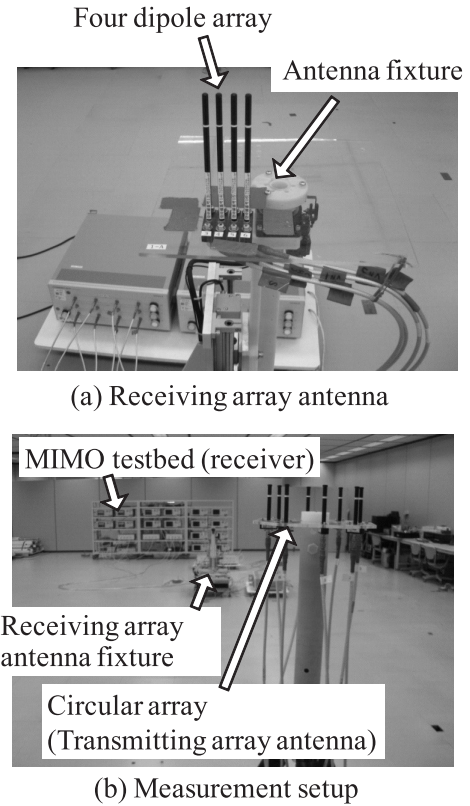 Four dipole array
Antenna fixture
(a) Receiving array antenna
MIMO testbed (receiver)
Receiving array
antenna fixture
Circular array
(Transmitting array antenna)
(b) Measurement setup